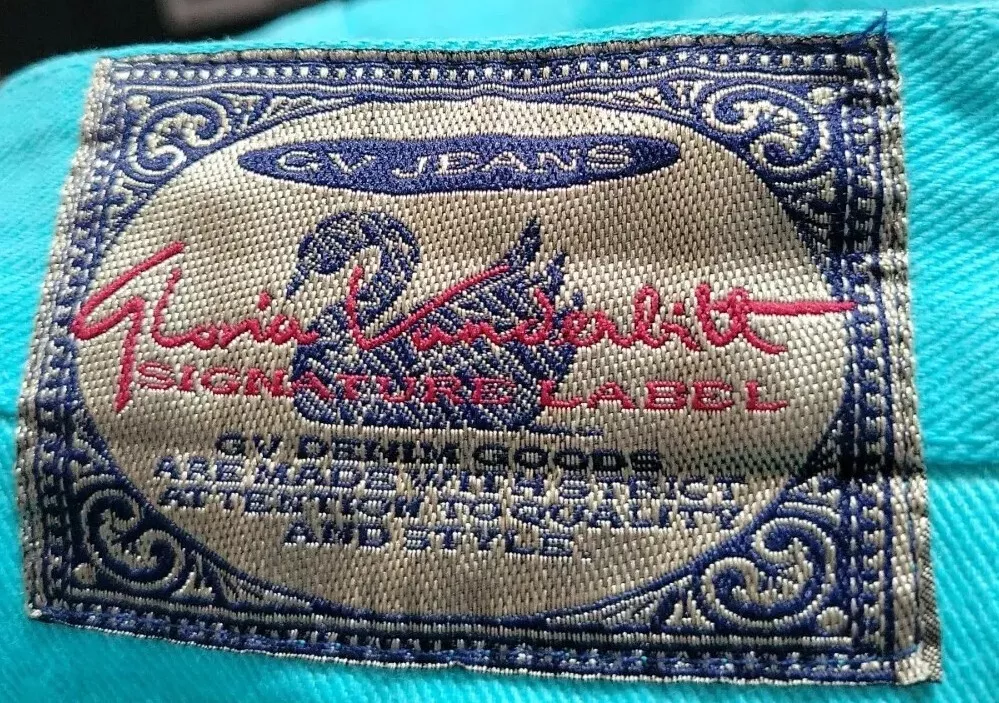 GV JEANS
Gloria Vanderbilt
SIGNATURE LABEL
GV DENIM GOODS
ARE MADE WITH STRICT
ATTENTION TO QUALITY
AND STYLE.